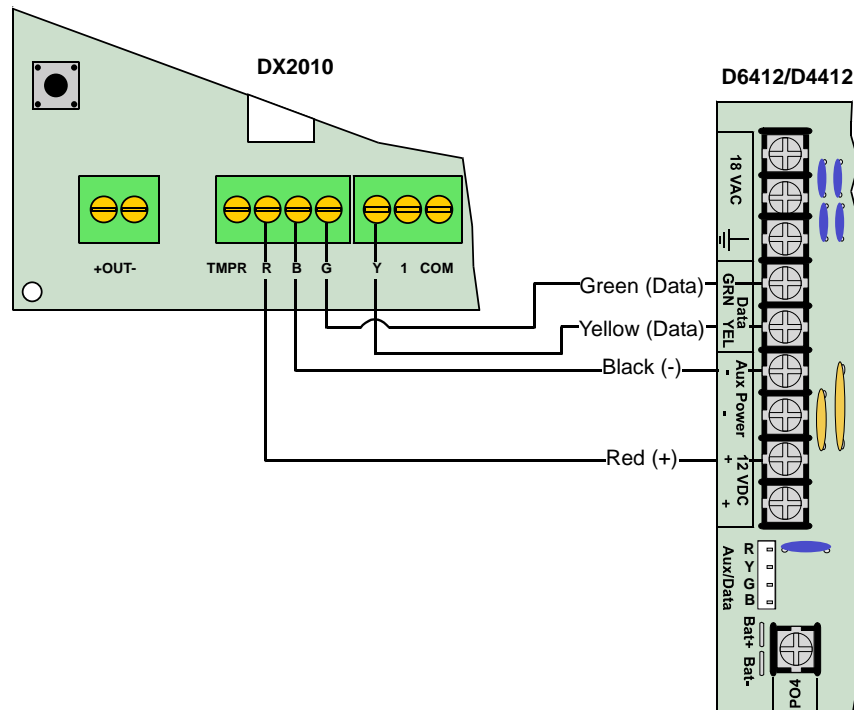 DX2010
D6412/D4412
+OUT-
TMPR R B G Y 1 COM
Green (Data)
Yellow (Data)
Black (-)
Red (+)
18 VAC
GRN YEL
Data
-
-
Aux Power
+
+
12 VDC
R
Y
G
B
Aux/Data
Bat+ Bat-
PO4